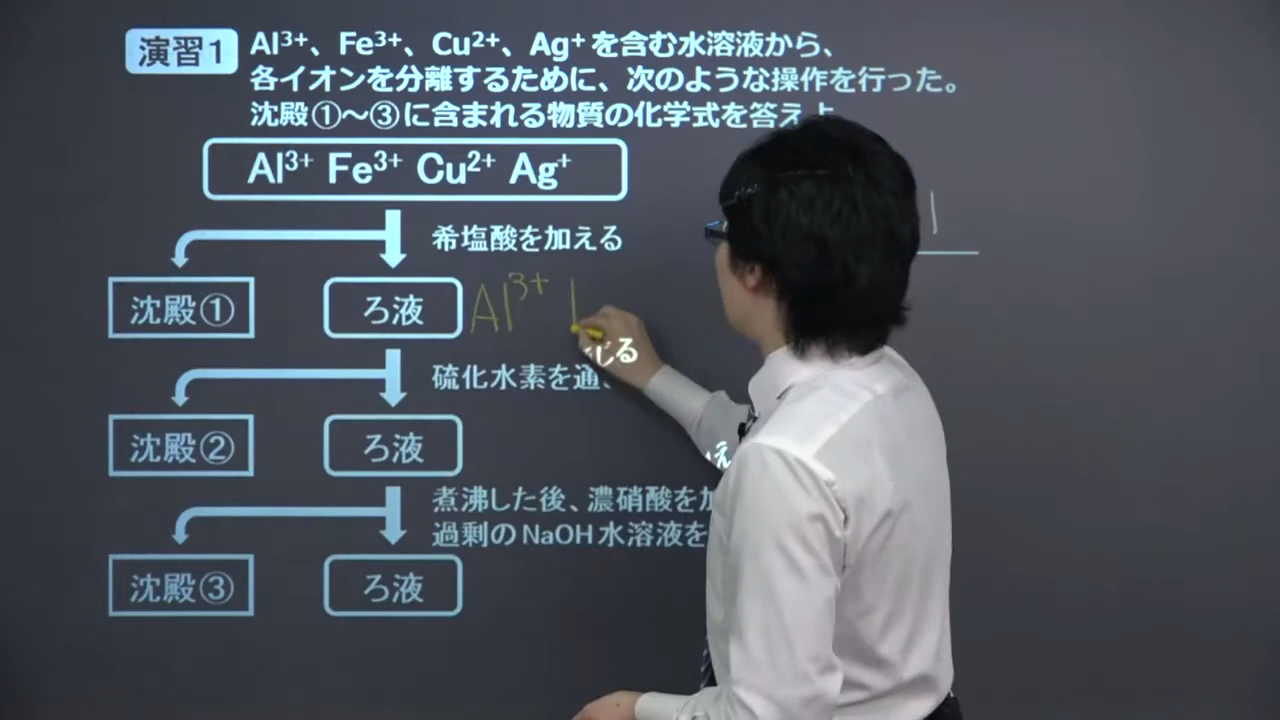 演習1
Al³⁺、Fe³⁺、Cu²⁺、Ag⁺を含む水溶液から、
各イオンを分離するために、次のような操作を行った。
沈殿①～③に含まれる物質の化学式を答えよ
Al³⁺ Fe³⁺ Cu²⁺ Ag⁺
希塩酸を加える
沈殿①
ろ液
Al³⁺
硫化水素を通じる
沈殿②
ろ液
煮沸した後、濃硝酸を加え
過剰のNaOH水溶液を
沈殿③
ろ液